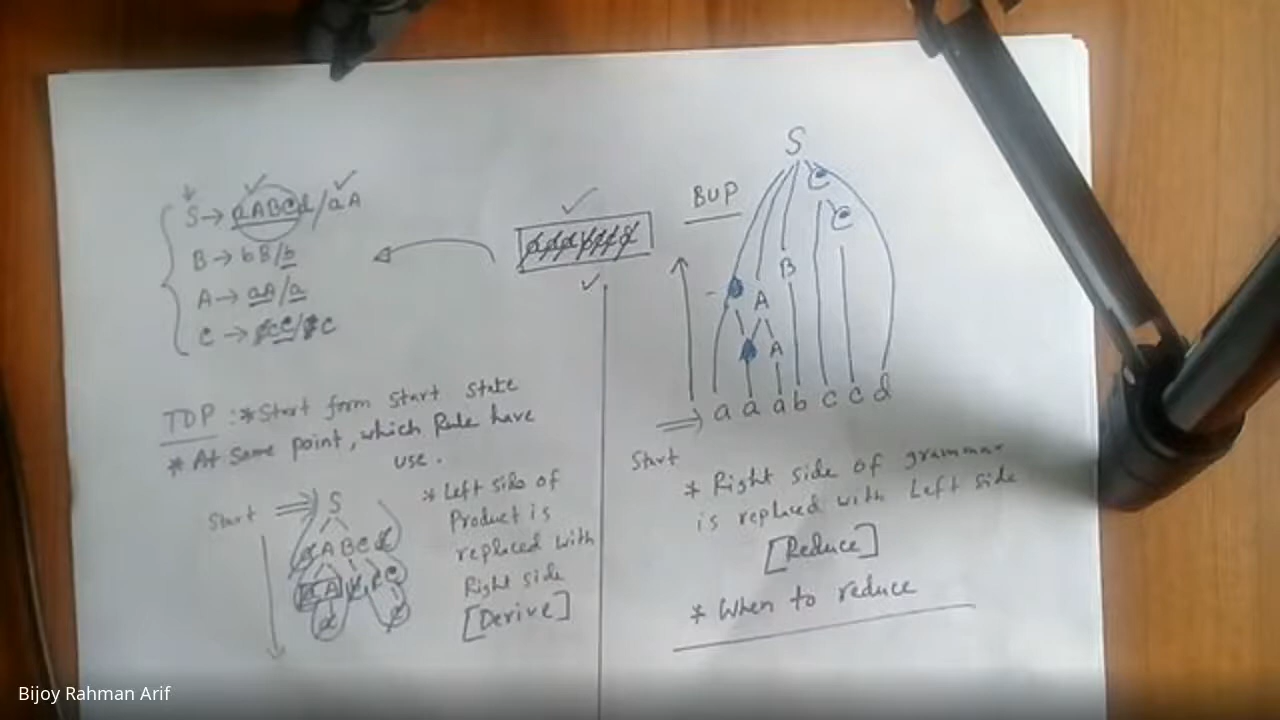 S → aABCd/aA
B → bB/b
A → aA/a
C → cC/c
BUP
TDP : * Start form Start State
* At some point, which Rule have
use .
Start
S
a A B C d
a A
* Left side of
Product is
replaced with
Right side
[Derive]
S
C
C
B
A
A
a a a b c c d
Start
* Right side of grammar
is replaced with Left side
[Reduce]
* When to reduce
Bijoy Rahman Arif